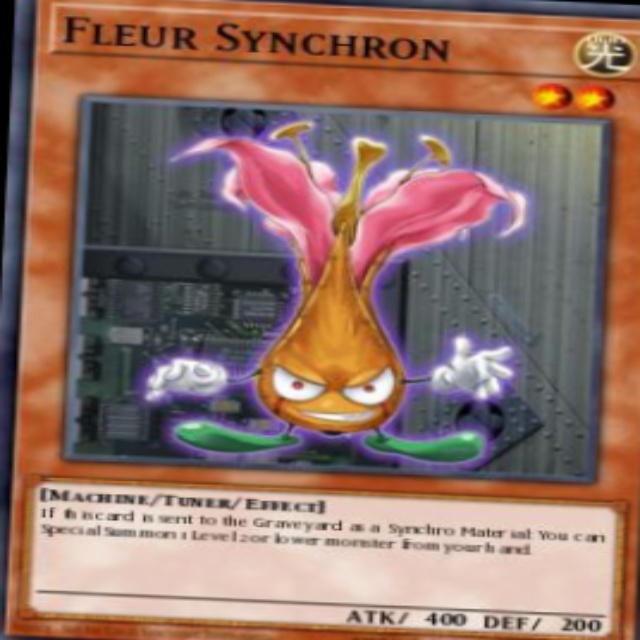 FLEUR SYNCHRON
光
[MACHINE/TUNER/EFFECT]
If this card is sent to the Graveyard as a Synchro Material: You can
Special Summon 1 Level 2 or lower monster from your hand.
ATK/ 400 DEF/ 200